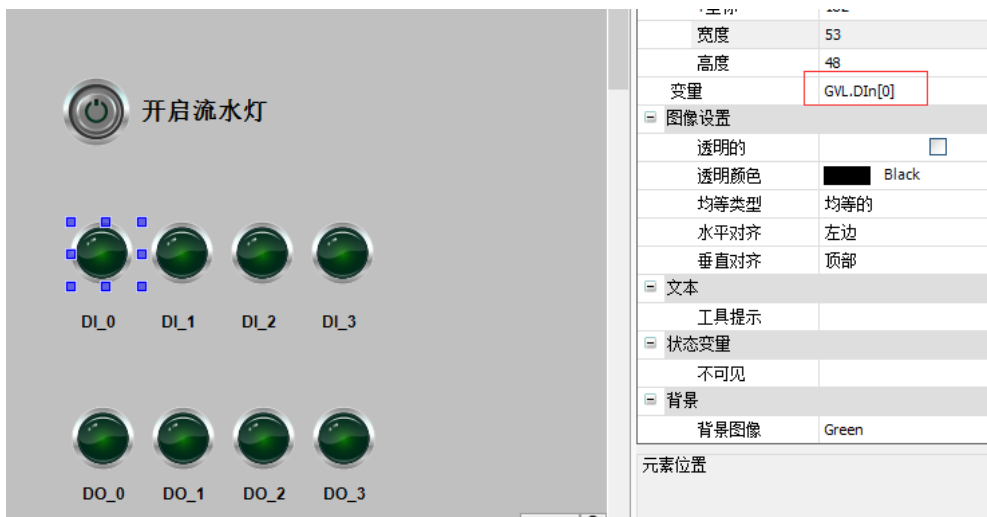 开启流水灯
DI_0 DI_1 DI_2 DI_3
DO_0 DO_1 DO_2 DO_3
宽度 53
高度 48
变量 GVL.DIn[0]
图像设置
透明的
透明颜色 Black
均等类型 均等的
水平对齐 左边
垂直对齐 顶部
文本
工具提示
状态变量
不可见
背景
背景图像 Green
元素位置